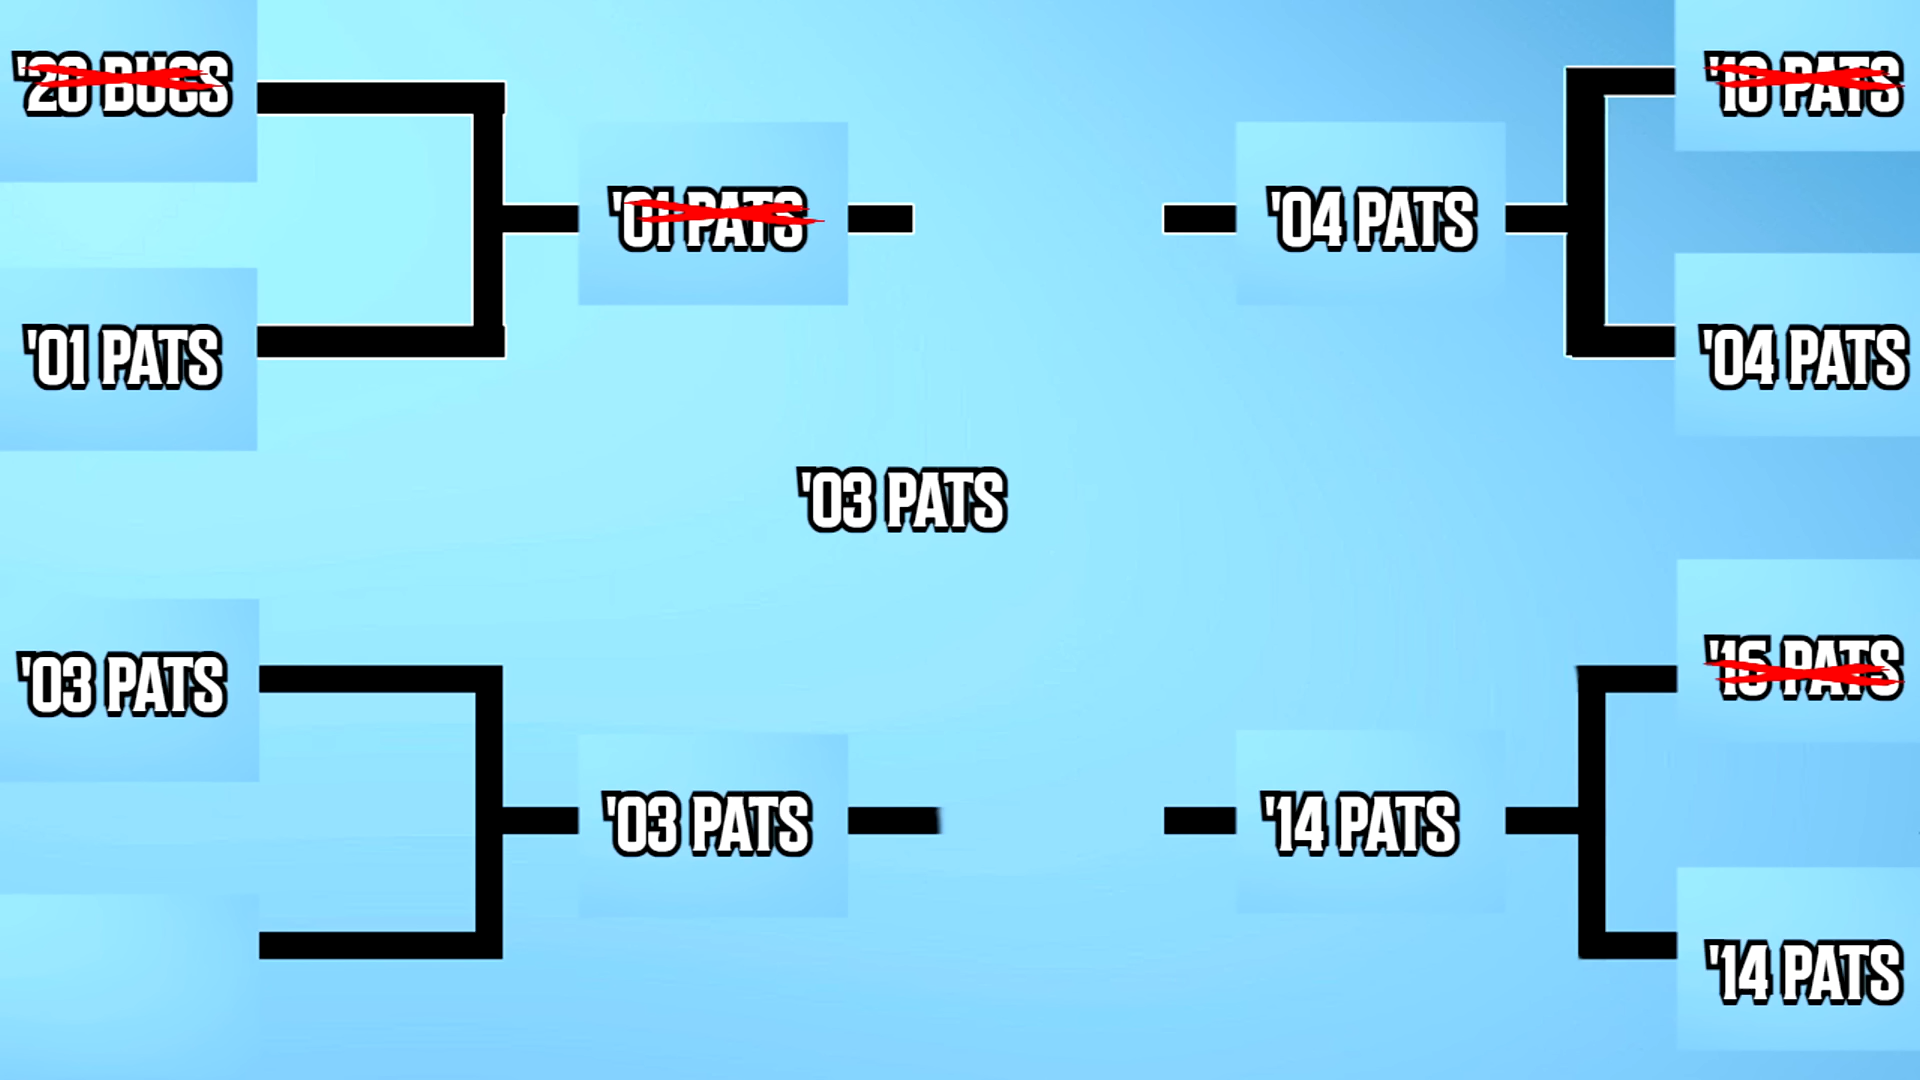 '20 BUCS
'18 PATS
'01 PATS
'04 PATS
'01 PATS
'04 PATS
'03 PATS
'03 PATS
'16 PATS
'03 PATS
'14 PATS
'14 PATS